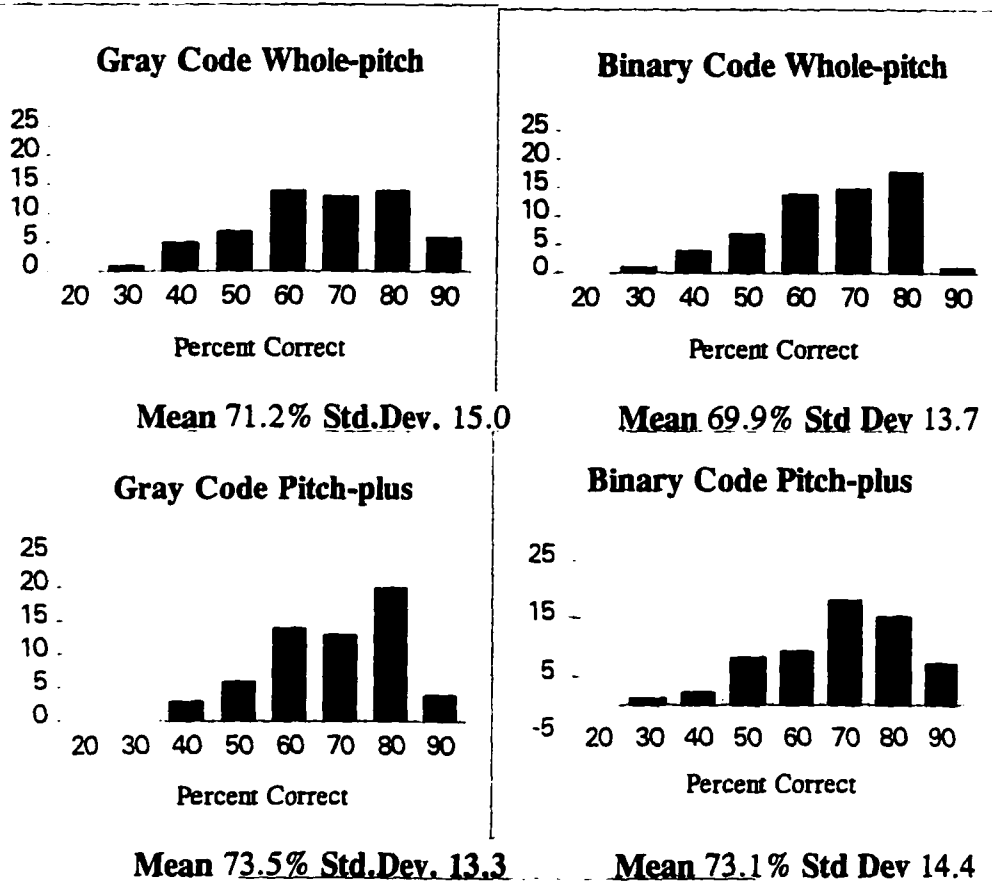 Gray Code Whole-pitch
25
20
15
10
5
0
20 30 40 50 60 70 80 90
Percent Correct
Mean 71.2% Std.Dev. 15.0
Binary Code Whole-pitch
25
20
15
10
5
0
20 30 40 50 60 70 80 90
Percent Correct
Mean 69.9% Std Dev 13.7
Gray Code Pitch-plus
25
20
15
10
5
0
20 30 40 50 60 70 80 90
Percent Correct
Mean 73.5% Std.Dev. 13.3
Binary Code Pitch-plus
25
15
5
-5
20 30 40 50 60 70 80 90
Percent Correct
Mean 73.1% Std Dev 14.4